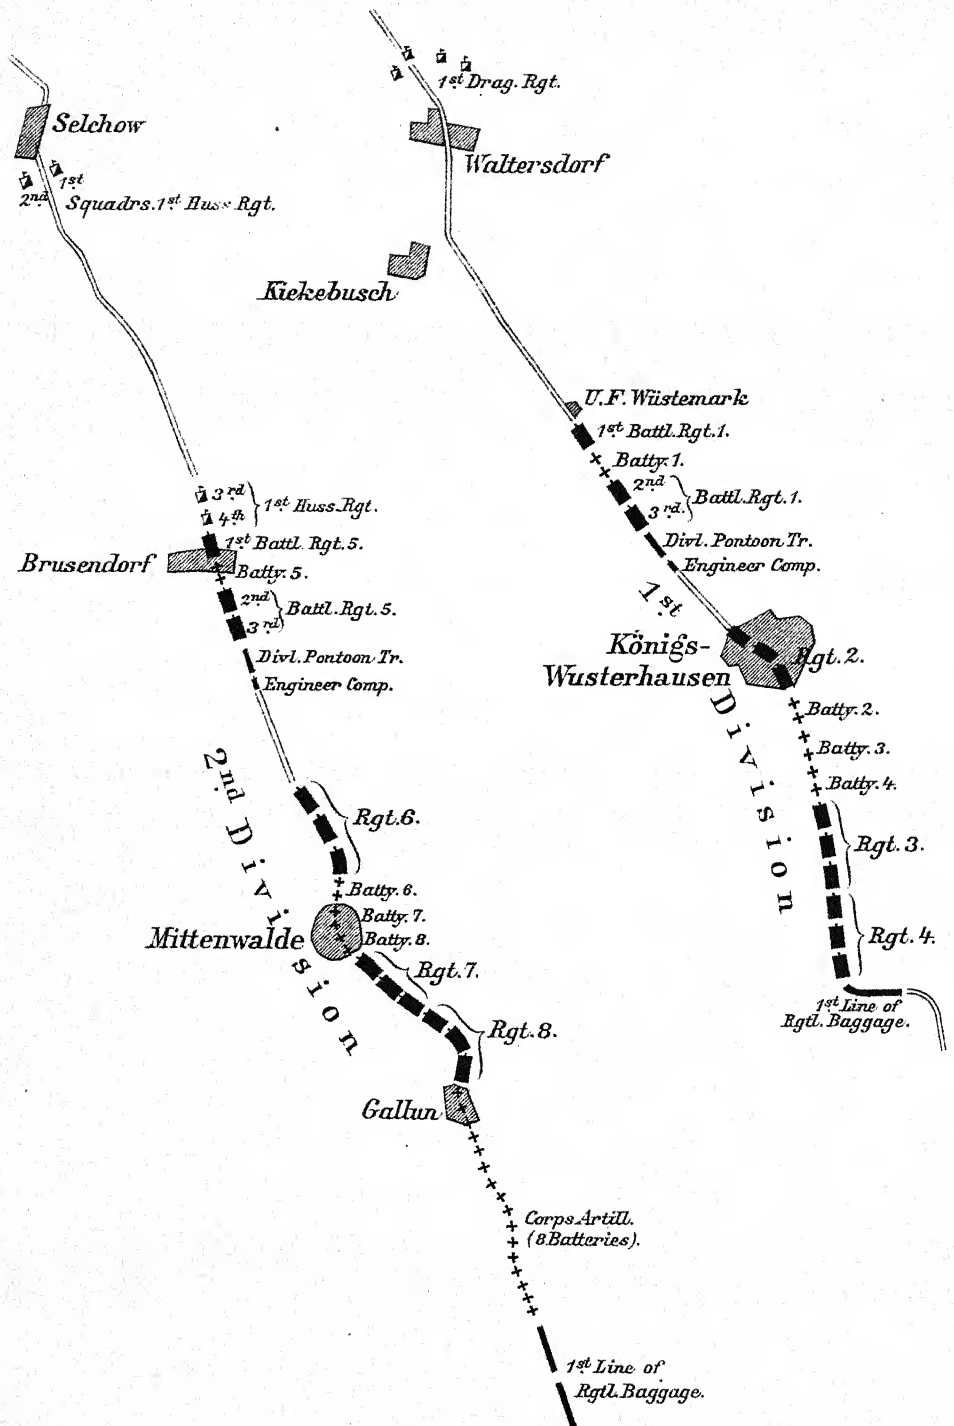 1st Drag. Rgt.
Selchow
Waltersdorf
1st
2nd
Squadrs. 1st Huss Rgt.
Kiekebusch
U.F. Wüstemark
1st Battl. Rgt. 1.
Batty. 1.
2nd
3rd. Battl. Rgt. 1.
Divl. Pontoon Tr.
Engineer Comp.
3rd
4th 1st Huss. Rgt.
1st Battl. Rgt. 5.
Brusendorf
Batty. 5.
2nd
3rd Battl. Rgt. 5.
Divl. Pontoon Tr.
Engineer Comp.
1st Division
Königs-
Wusterhausen
Rgt. 2.
Batty. 2.
Batty. 3.
Batty. 4.
Rgt. 3.
Rgt. 4.
1st Line of
Rgtl. Baggage.
2nd Division
Rgt. 6.
Batty. 6.
Batty. 7.
Batty. 8.
Mittenwalde
Rgt. 7.
Rgt. 8.
Gallun
Corps Artill.
(8 Batteries).
1st Line of
Rgtl. Baggage.